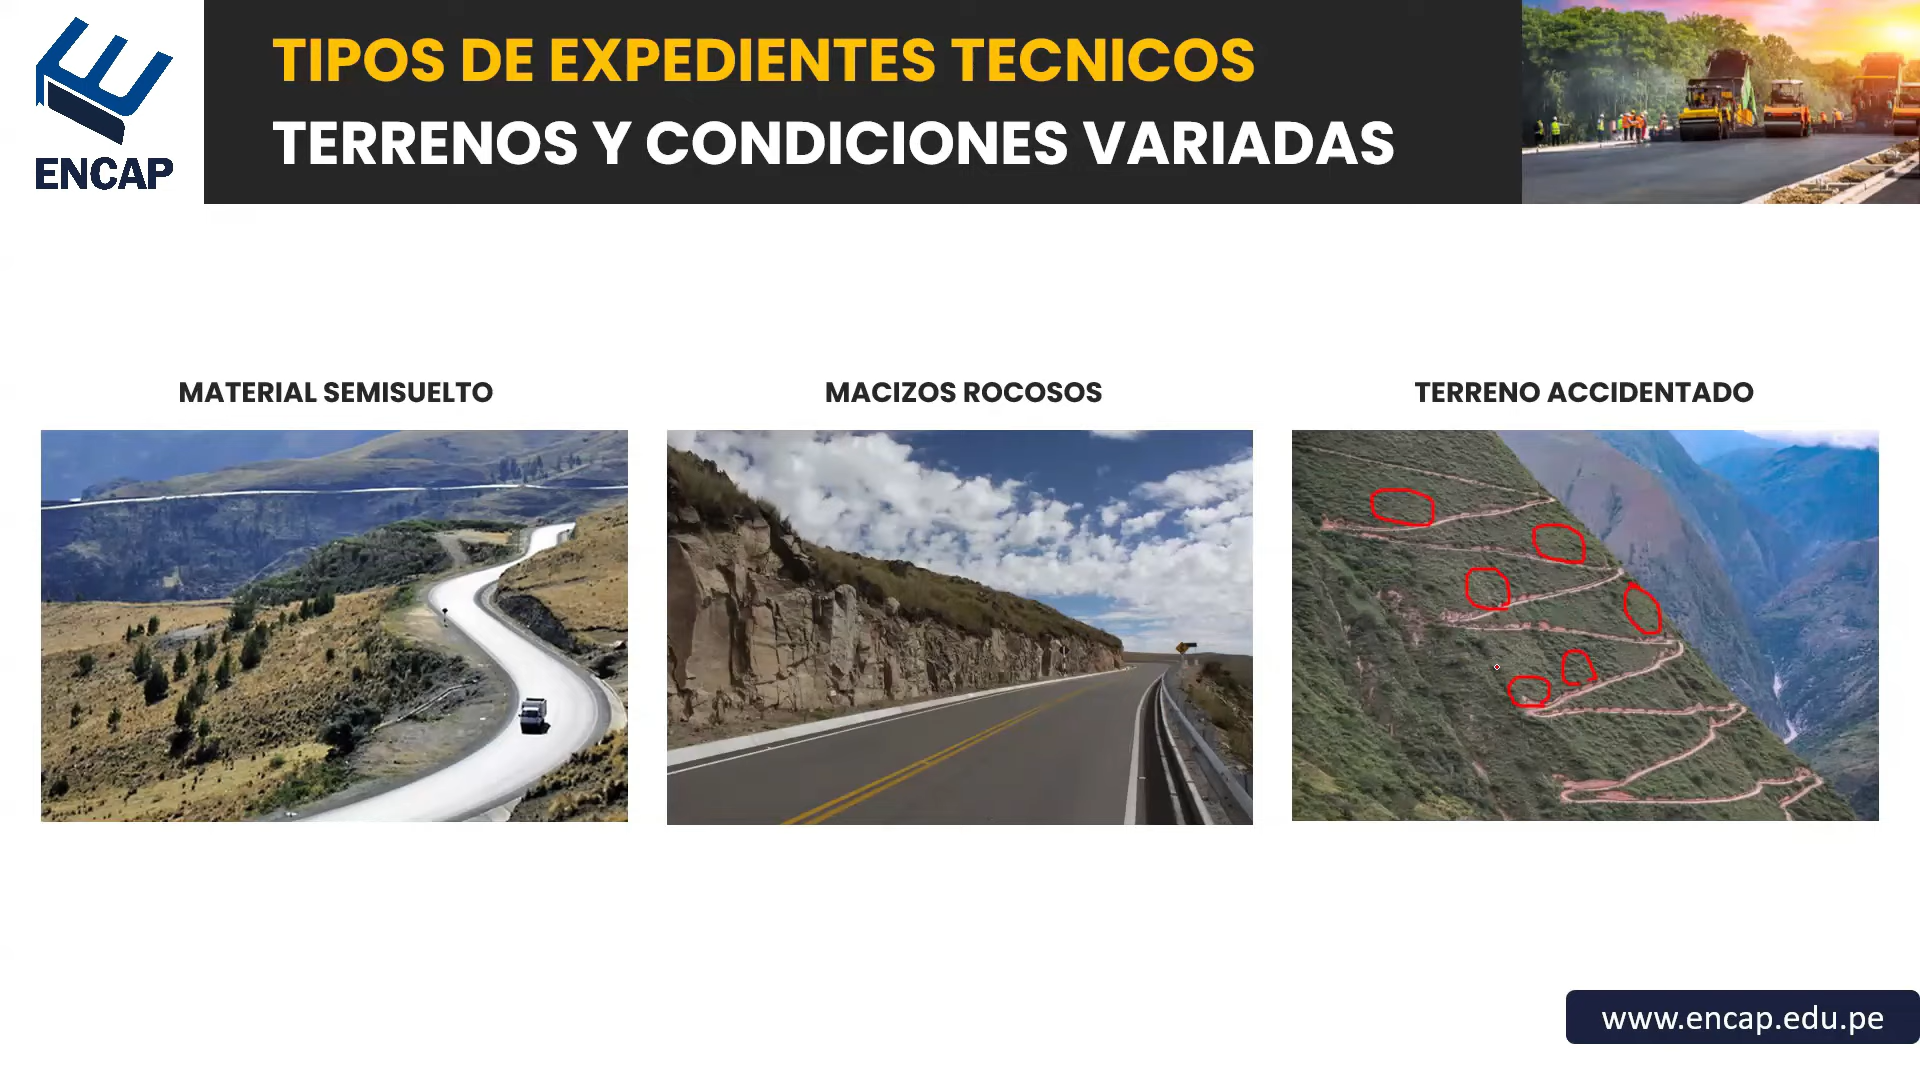 ENCAP
TIPOS DE EXPEDIENTES TECNICOS
TERRENOS Y CONDICIONES VARIADAS
MATERIAL SEMISUELTO
MACIZOS ROCOSOS
TERRENO ACCIDENTADO
www.encap.edu.pe